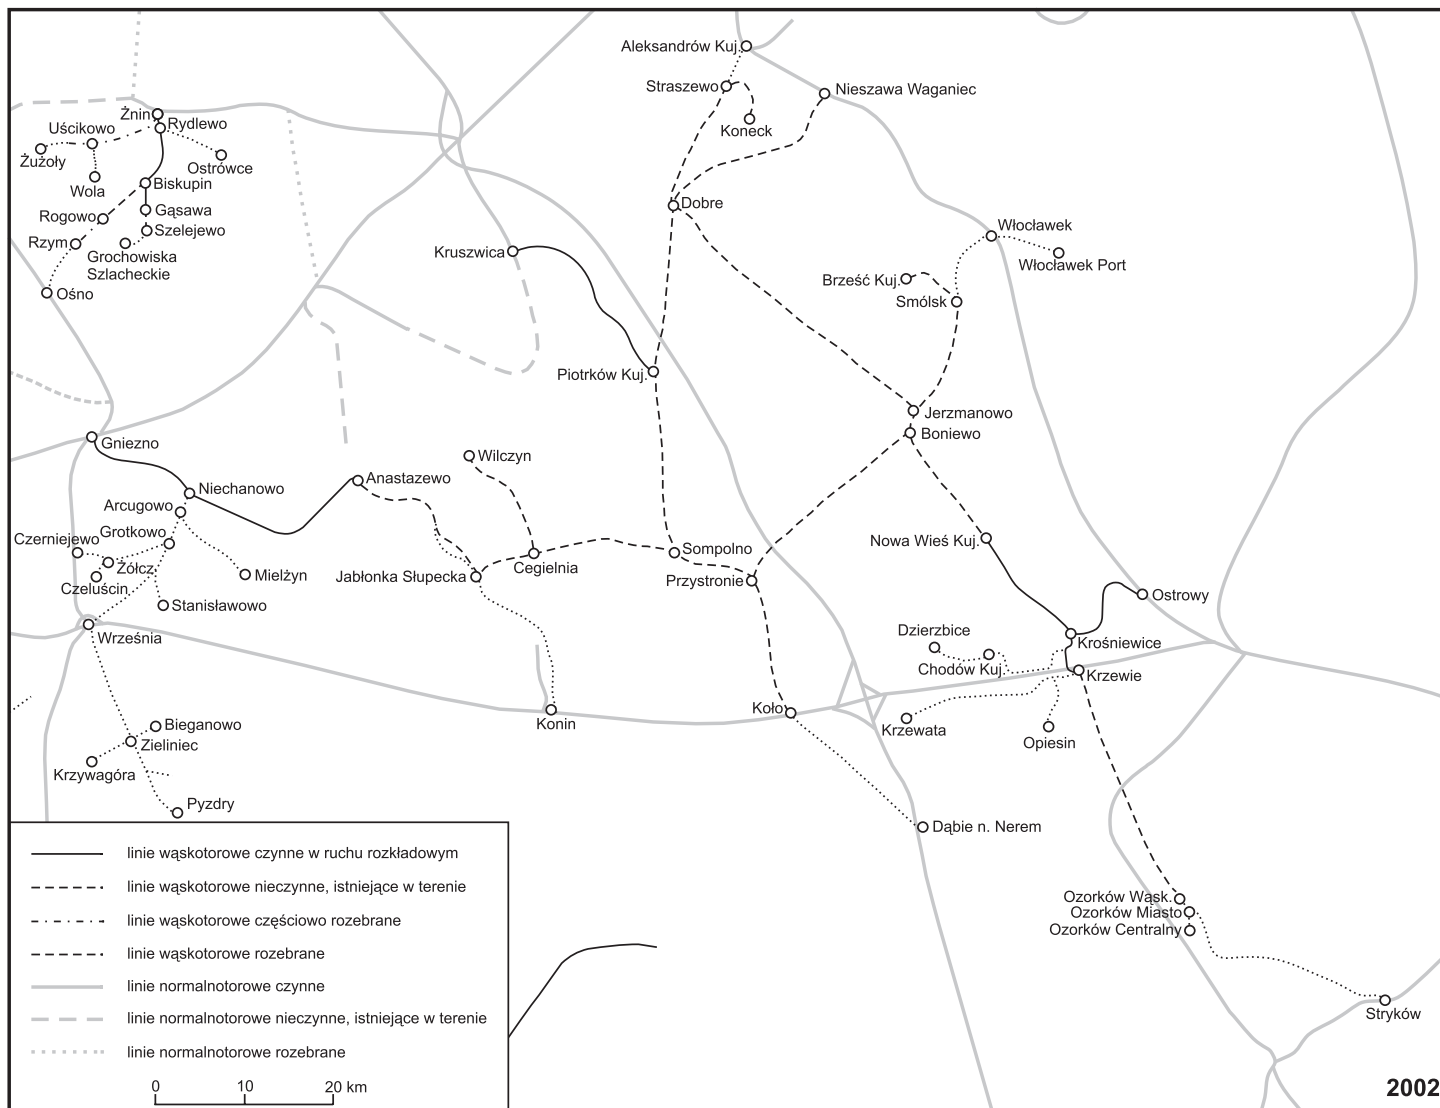 Aleksandrów Kuj.
Straszewo
Nieszawa Waganiec
Koneck
Żnin
Rydlewo
Uścikowo
Żużoły
Ostrówce
Wola
Biskupin
Rogowo
Gąsawa
Dobre
Szelejewo
Rzym
Grochowiska
Szlacheckie
Kruszwica
Włocławek
Włocławek Port
Brześć Kuj.
Smólsk
Ośno
Piotrków Kuj.
Jerzmanowo
Boniewo
Gniezno
Wilczyn
Anastazewo
Niechanowo
Arcugowo
Grotkowo
Czerniejewo
Żółcz
Czeluścin
Mielżyn
Stanisławowo
Jabłonka Słupecka
Cegielnia
Sompolno
Przystronie
Nowa Wieś Kuj.
Ostrowy
Września
Dzierzbice
Chodów Kuj.
Krośniewice
Krzewie
Bieganowo
Zieliniec
Krzywagóra
Pyzdry
Konin
Koło
Krzewata
Opiesin
Dąbie n. Nerem
Ozorków Wąsk.
Ozorków Miasto
Ozorków Centralny
Stryków
linie wąskotorowe czynne w ruchu rozkładowym
linie wąskotorowe nieczynne, istniejące w terenie
linie wąskotorowe częściowo rozebrane
linie wąskotorowe rozebrane
linie normalnotorowe czynne
linie normalnotorowe nieczynne, istniejące w terenie
linie normalnotorowe rozebrane
0 10 20 km
2002